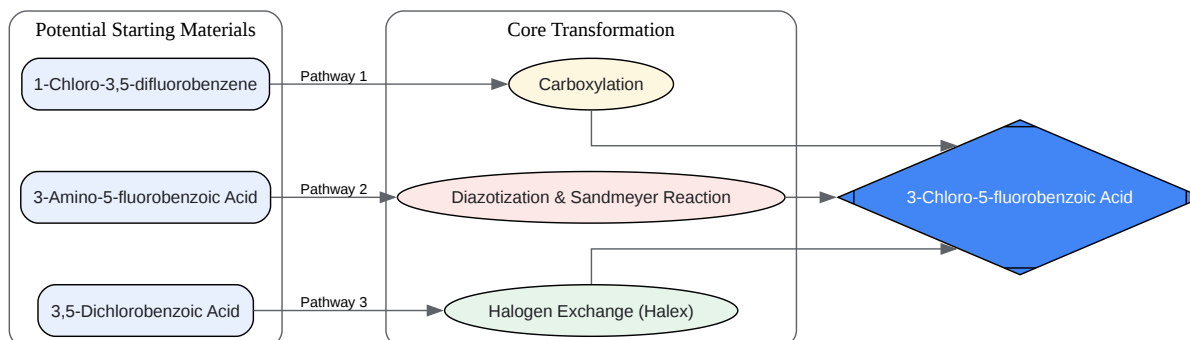 Potential Starting Materials
Core Transformation
1-Chloro-3,5-difluorobenzene
Pathway 1
Carboxylation
3-Amino-5-fluorobenzoic Acid
Pathway 2
Diazotization & Sandmeyer Reaction
3-Chloro-5-fluorobenzoic Acid
3,5-Dichlorobenzoic Acid
Pathway 3
Halogen Exchange (Halex)